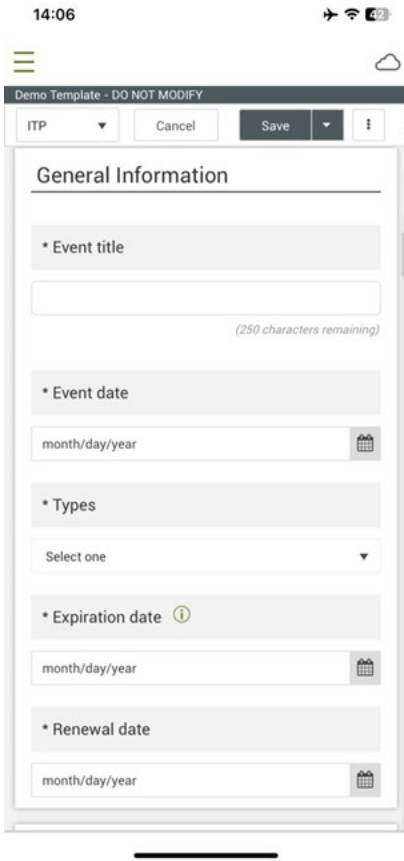 14:06
42
Demo Template - DO NOT MODIFY
ITP
Cancel
Save
General Information
* Event title
(250 characters remaining)
* Event date
month/day/year
* Types
Select one
* Expiration date
month/day/year
* Renewal date
month/day/year